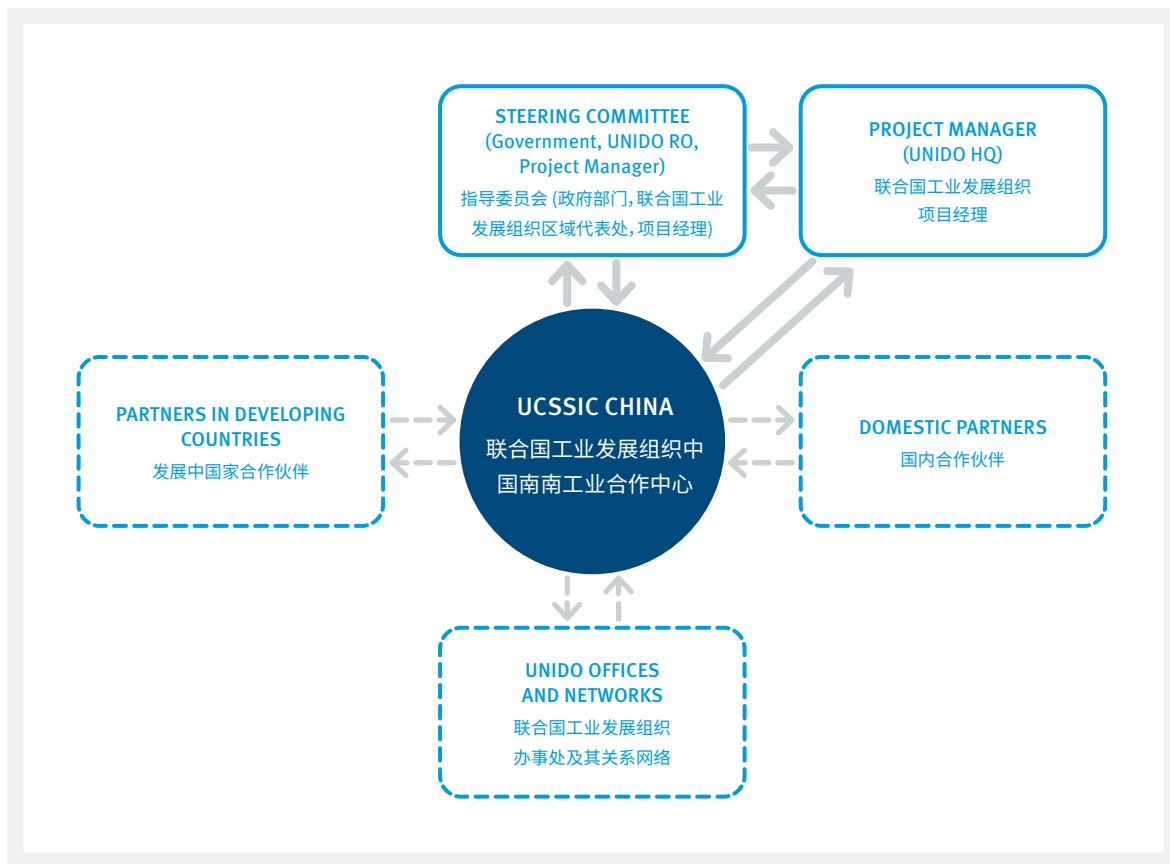 STEERING COMMITTEE
(Government, UNIDO RO,
Project Manager)
指导委员会 (政府部门, 联合国工业
发展组织区域代表处, 项目经理)
PROJECT MANAGER
(UNIDO HQ)
联合国工业发展组织
项目经理
PARTNERS IN DEVELOPING
COUNTRIES
发展中国家合作伙伴
UCSSIC CHINA
联合国工业发展组织中
国南南工业合作中心
DOMESTIC PARTNERS
国内合作伙伴
UNIDO OFFICES
AND NETWORKS
联合国工业发展组织
办事处及其关系网络